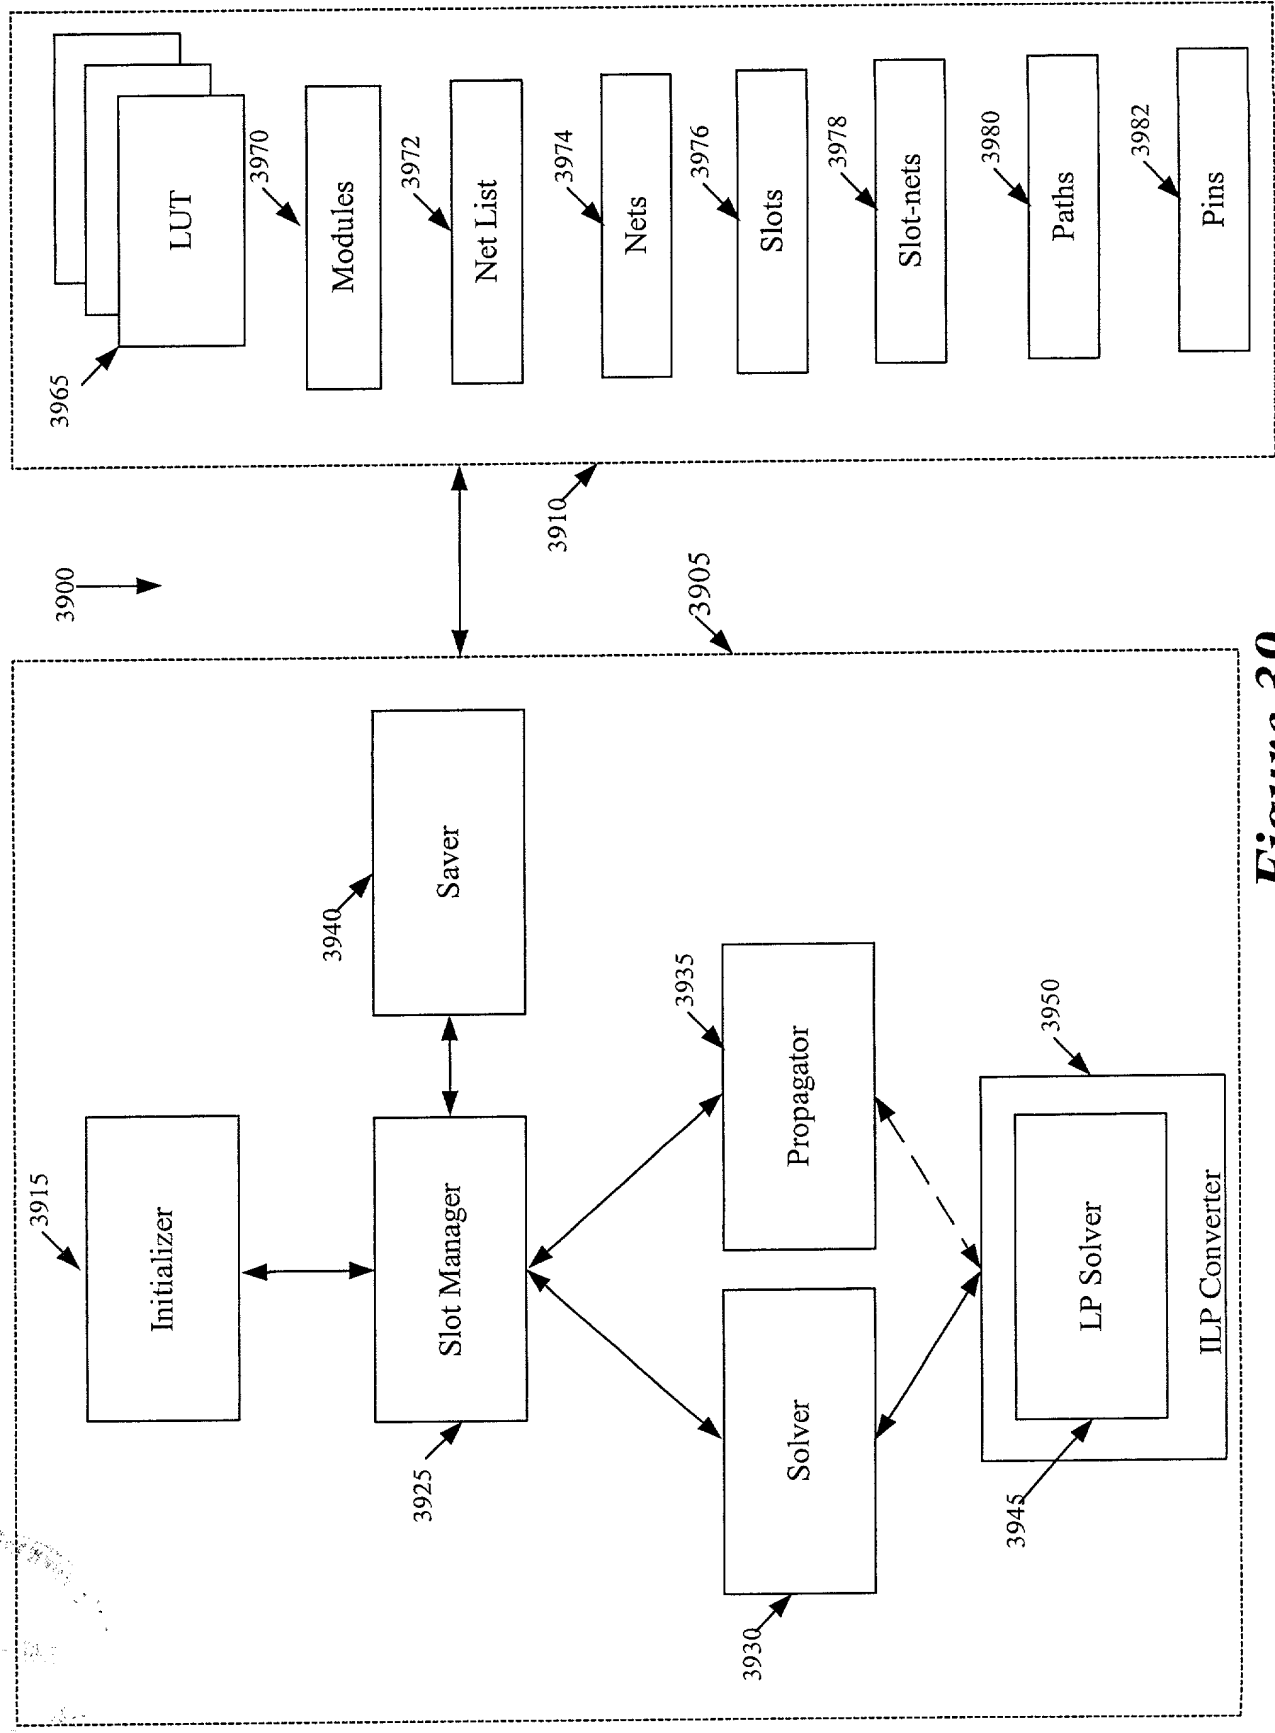 3900
3905
3915
Initializer
3925
Slot Manager
3940
Saver
3930
Solver
3935
Propagator
3945
LP Solver
3950
ILP Converter
3910
3965
LUT
3970
Modules
3972
Net List
3974
Nets
3976
Slots
3978
Slot-nets
3980
Paths
3982
Pins
Figure 39